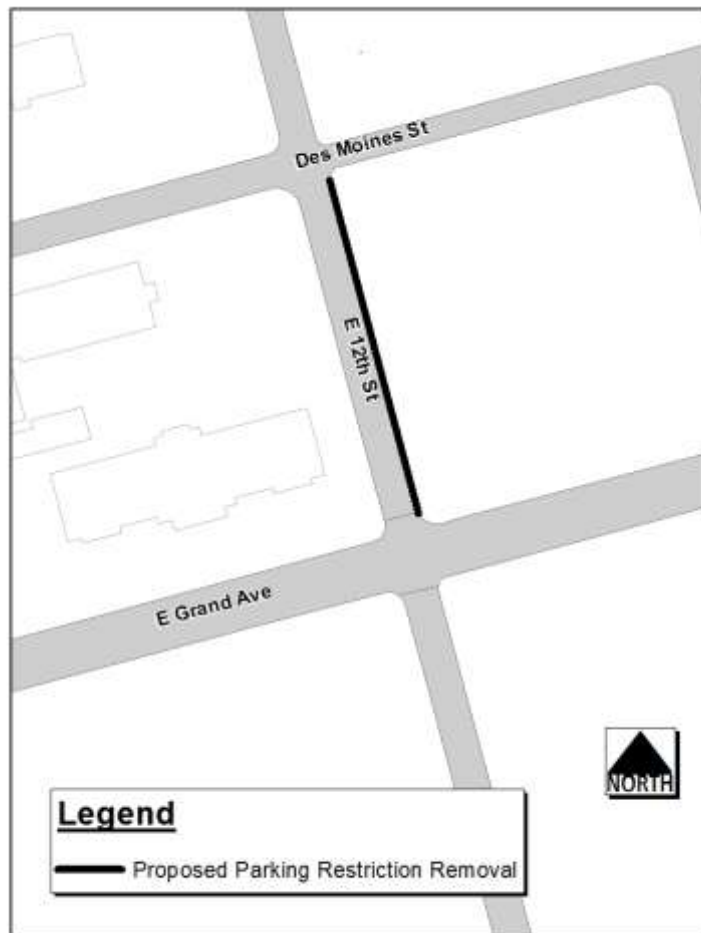 Des Moines St
E 12th St
E Grand Ave
NORTH
Legend
Proposed Parking Restriction Removal